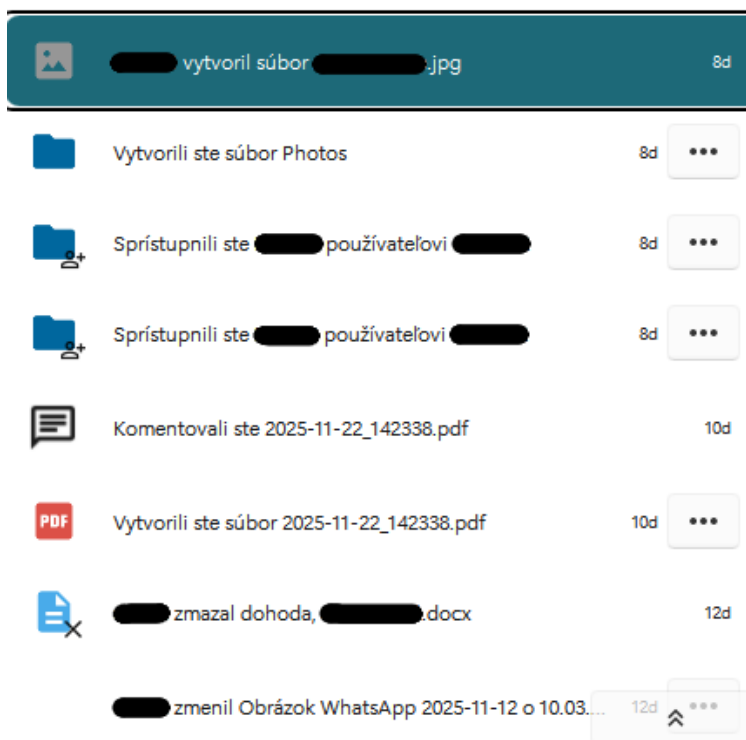 vytvoril súbor .jpg 8d
Vytvorili ste súbor Photos 8d
Sprístupnili ste používateľovi 8d
Sprístupnili ste používateľovi 8d
Komentovali ste 2025-11-22_142338.pdf 10d
PDF Vytvorili ste súbor 2025-11-22_142338.pdf 10d
zmazal dohoda, .docx 12d
zmenil Obrázok WhatsApp 2025-11-12 o 10.03.... 12d